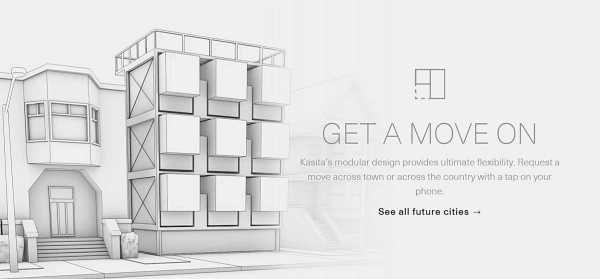 GET A MOVE ON
Kasita's modular design provides ultimate flexibility. Request a
move across town or across the country with a tap on your
phone.
See all future cities →